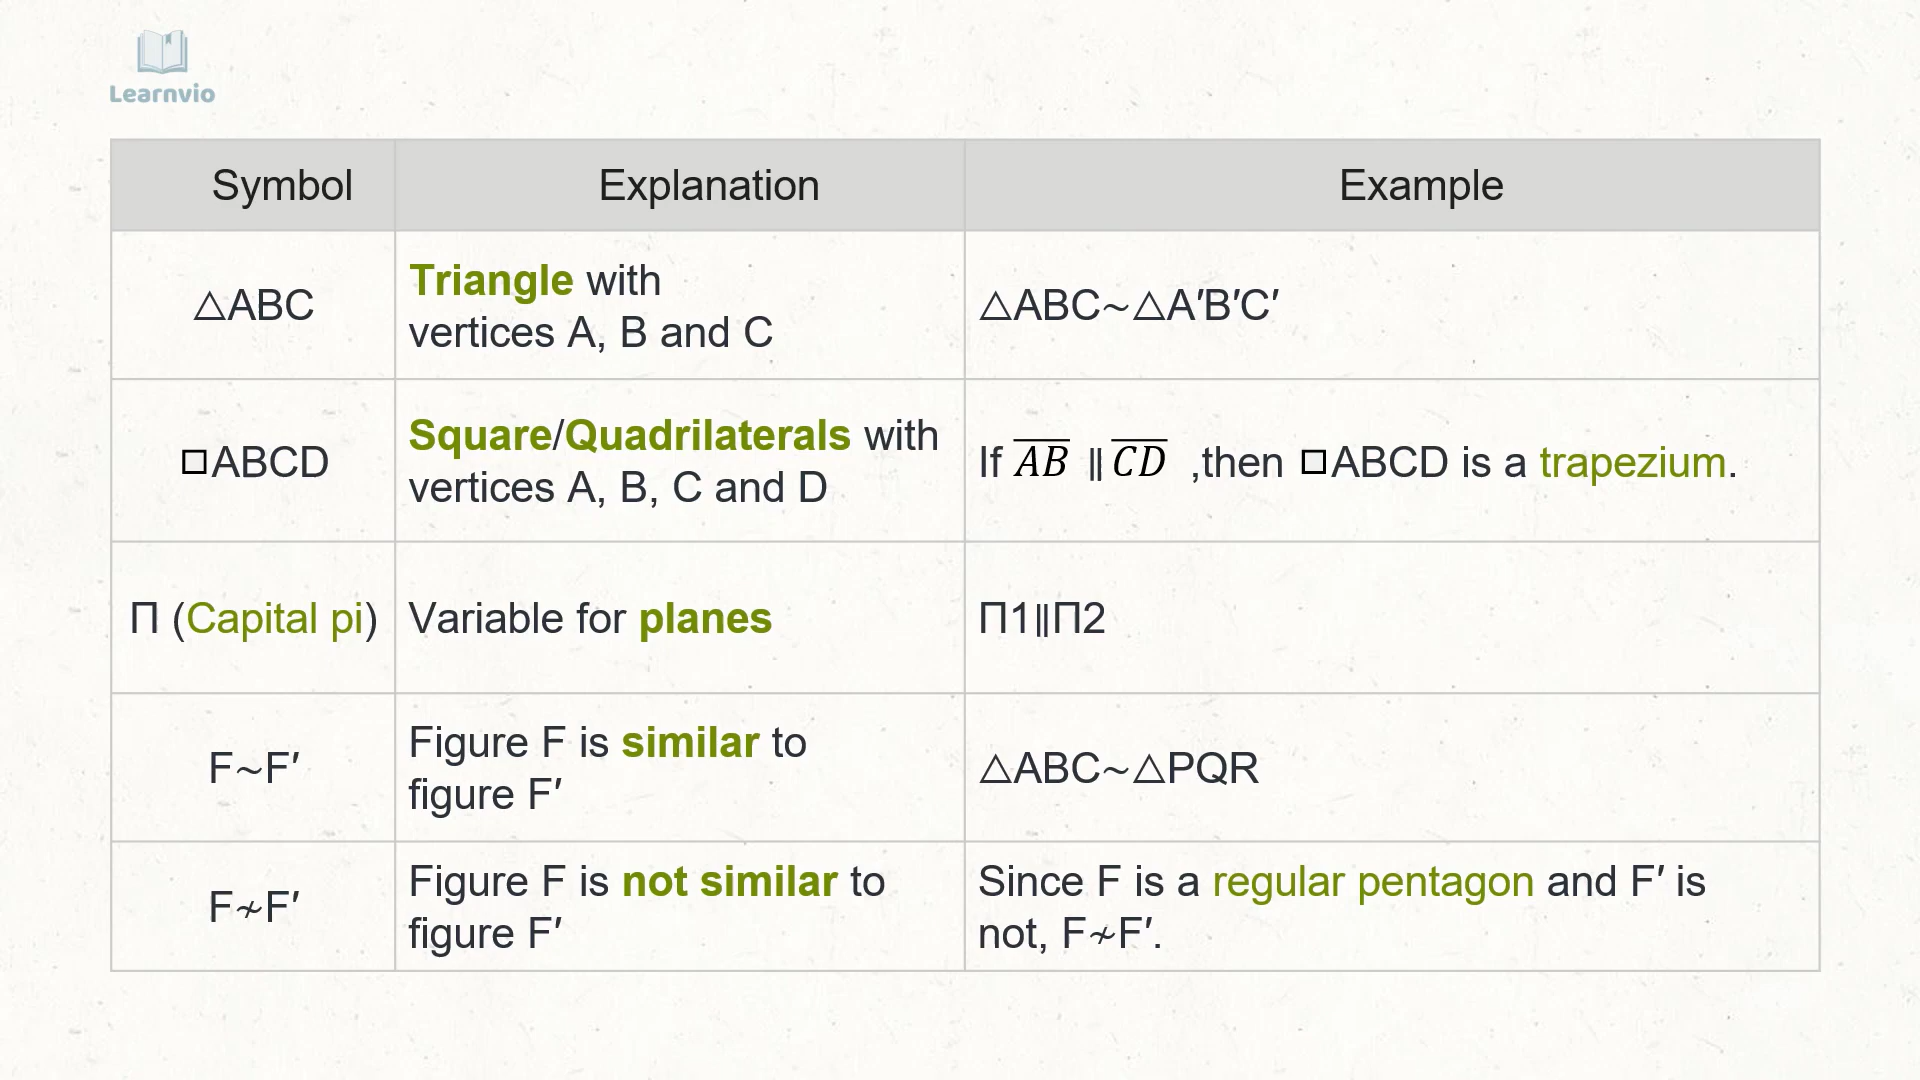 Learnvio
Symbol Explanation Example
△ABC
Triangle with
vertices A, B and C
△ABC~△A′B′C′
□ABCD
Square/Quadrilaterals with
vertices A, B, C and D
If A͞B͞ ∥ C͞D͞ ,then □ABCD is a trapezium.
Π (Capital pi) Variable for planes Π1∥Π2
F~F′
Figure F is similar to
figure F′
△ABC~△PQR
F≁F′
Figure F is not similar to
figure F′
Since F is a regular pentagon and F′ is
not, F≁F′.